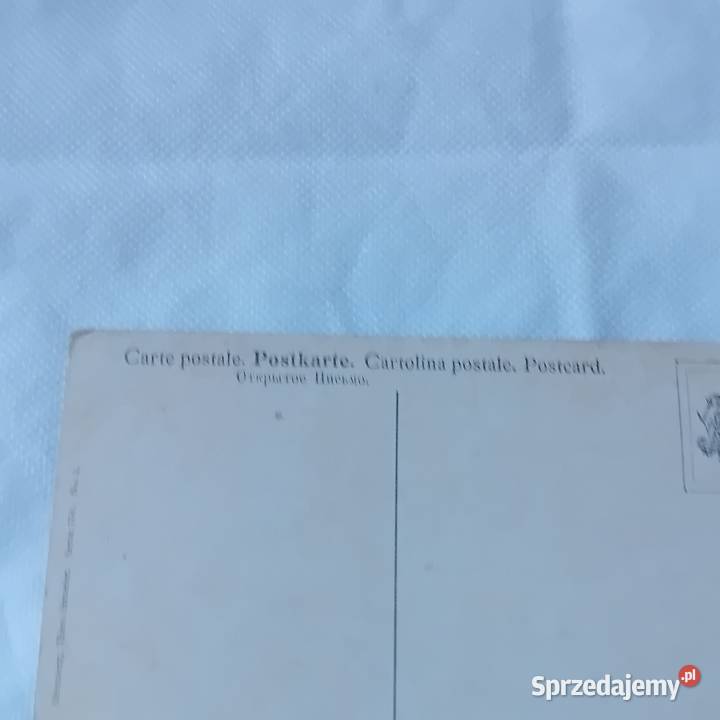 Carte postale. Postkarte. Cartolina postale. Postcard.
Открытое Письмо.
Sprzedajemy.pl